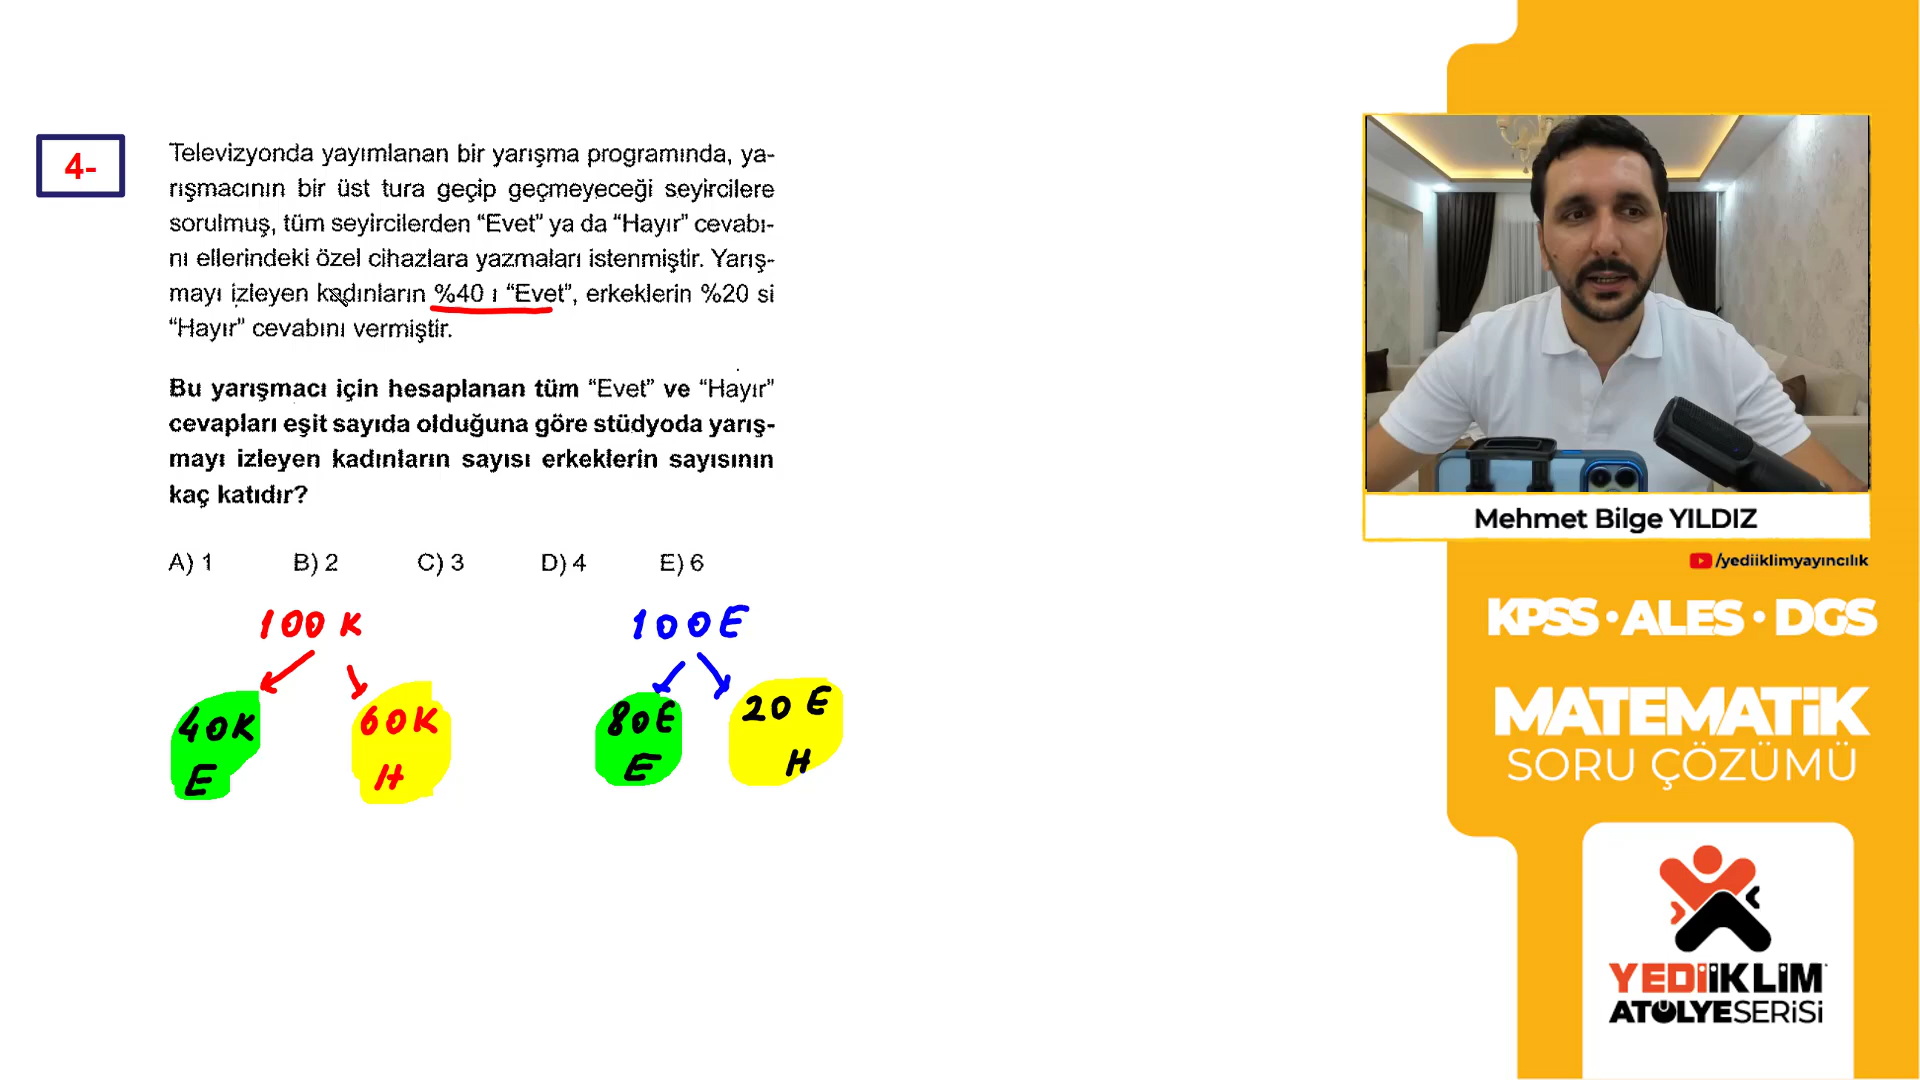 4-
Televizyonda yayımlanan bir yarışma programında, ya-
rışmacının bir üst tura geçip geçmeyeceği seyircilere
sorulmuş, tüm seyircilerden “Evet” ya da “Hayır” cevabı-
nı ellerindeki özel cihazlara yazmaları istenmiştir. Yarış-
mayı izleyen kadınların %40 ı “Evet”, erkeklerin %20 si
“Hayır” cevabını vermiştir.
Bu yarışmacı için hesaplanan tüm “Evet” ve “Hayır”
cevapları eşit sayıda olduğuna göre stüdyoda yarış-
mayı izleyen kadınların sayısı erkeklerin sayısının
kaç katıdır?
A) 1 B) 2 C) 3 D) 4 E) 6
100 K 100 E
40K 60K 80E 20 E
E H E H
Mehmet Bilge YILDIZ
/yediiklimyayıncılık
KPSS • ALES • DGS
MATEMATİK
SORU ÇÖZÜMÜ
YEDİİKLİM
ATÖLYESERİSİ